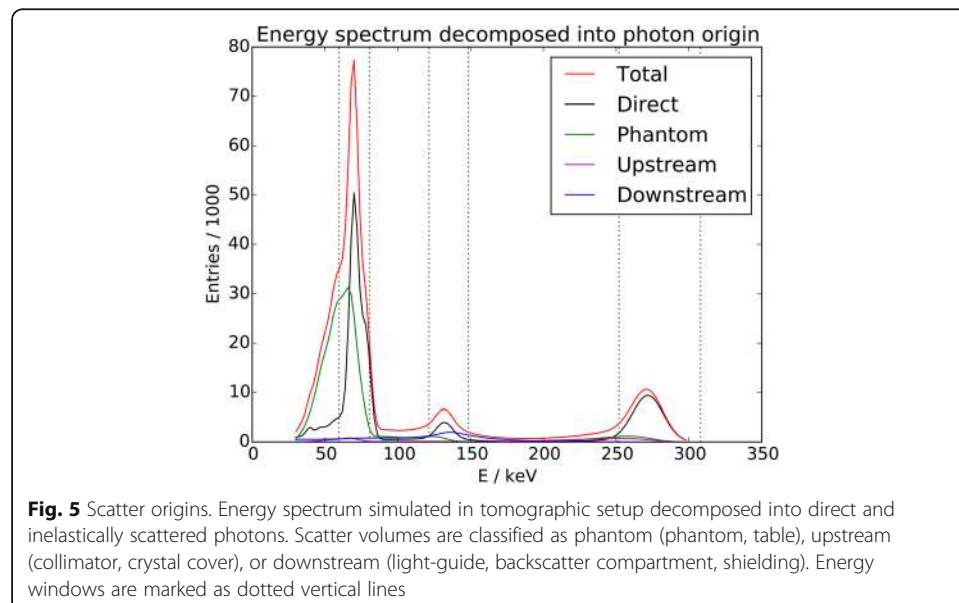 Energy spectrum decomposed into photon origin
80
70
60
50
40
30
20
10
0
Entries / 1000
Total
Direct
Phantom
Upstream
Downstream
0 50 100 150 200 250 300 350
E / keV
Fig. 5 Scatter origins. Energy spectrum simulated in tomographic setup decomposed into direct and
inelastically scattered photons. Scatter volumes are classified as phantom (phantom, table), upstream
(collimator, crystal cover), or downstream (light-guide, backscatter compartment, shielding). Energy
windows are marked as dotted vertical lines